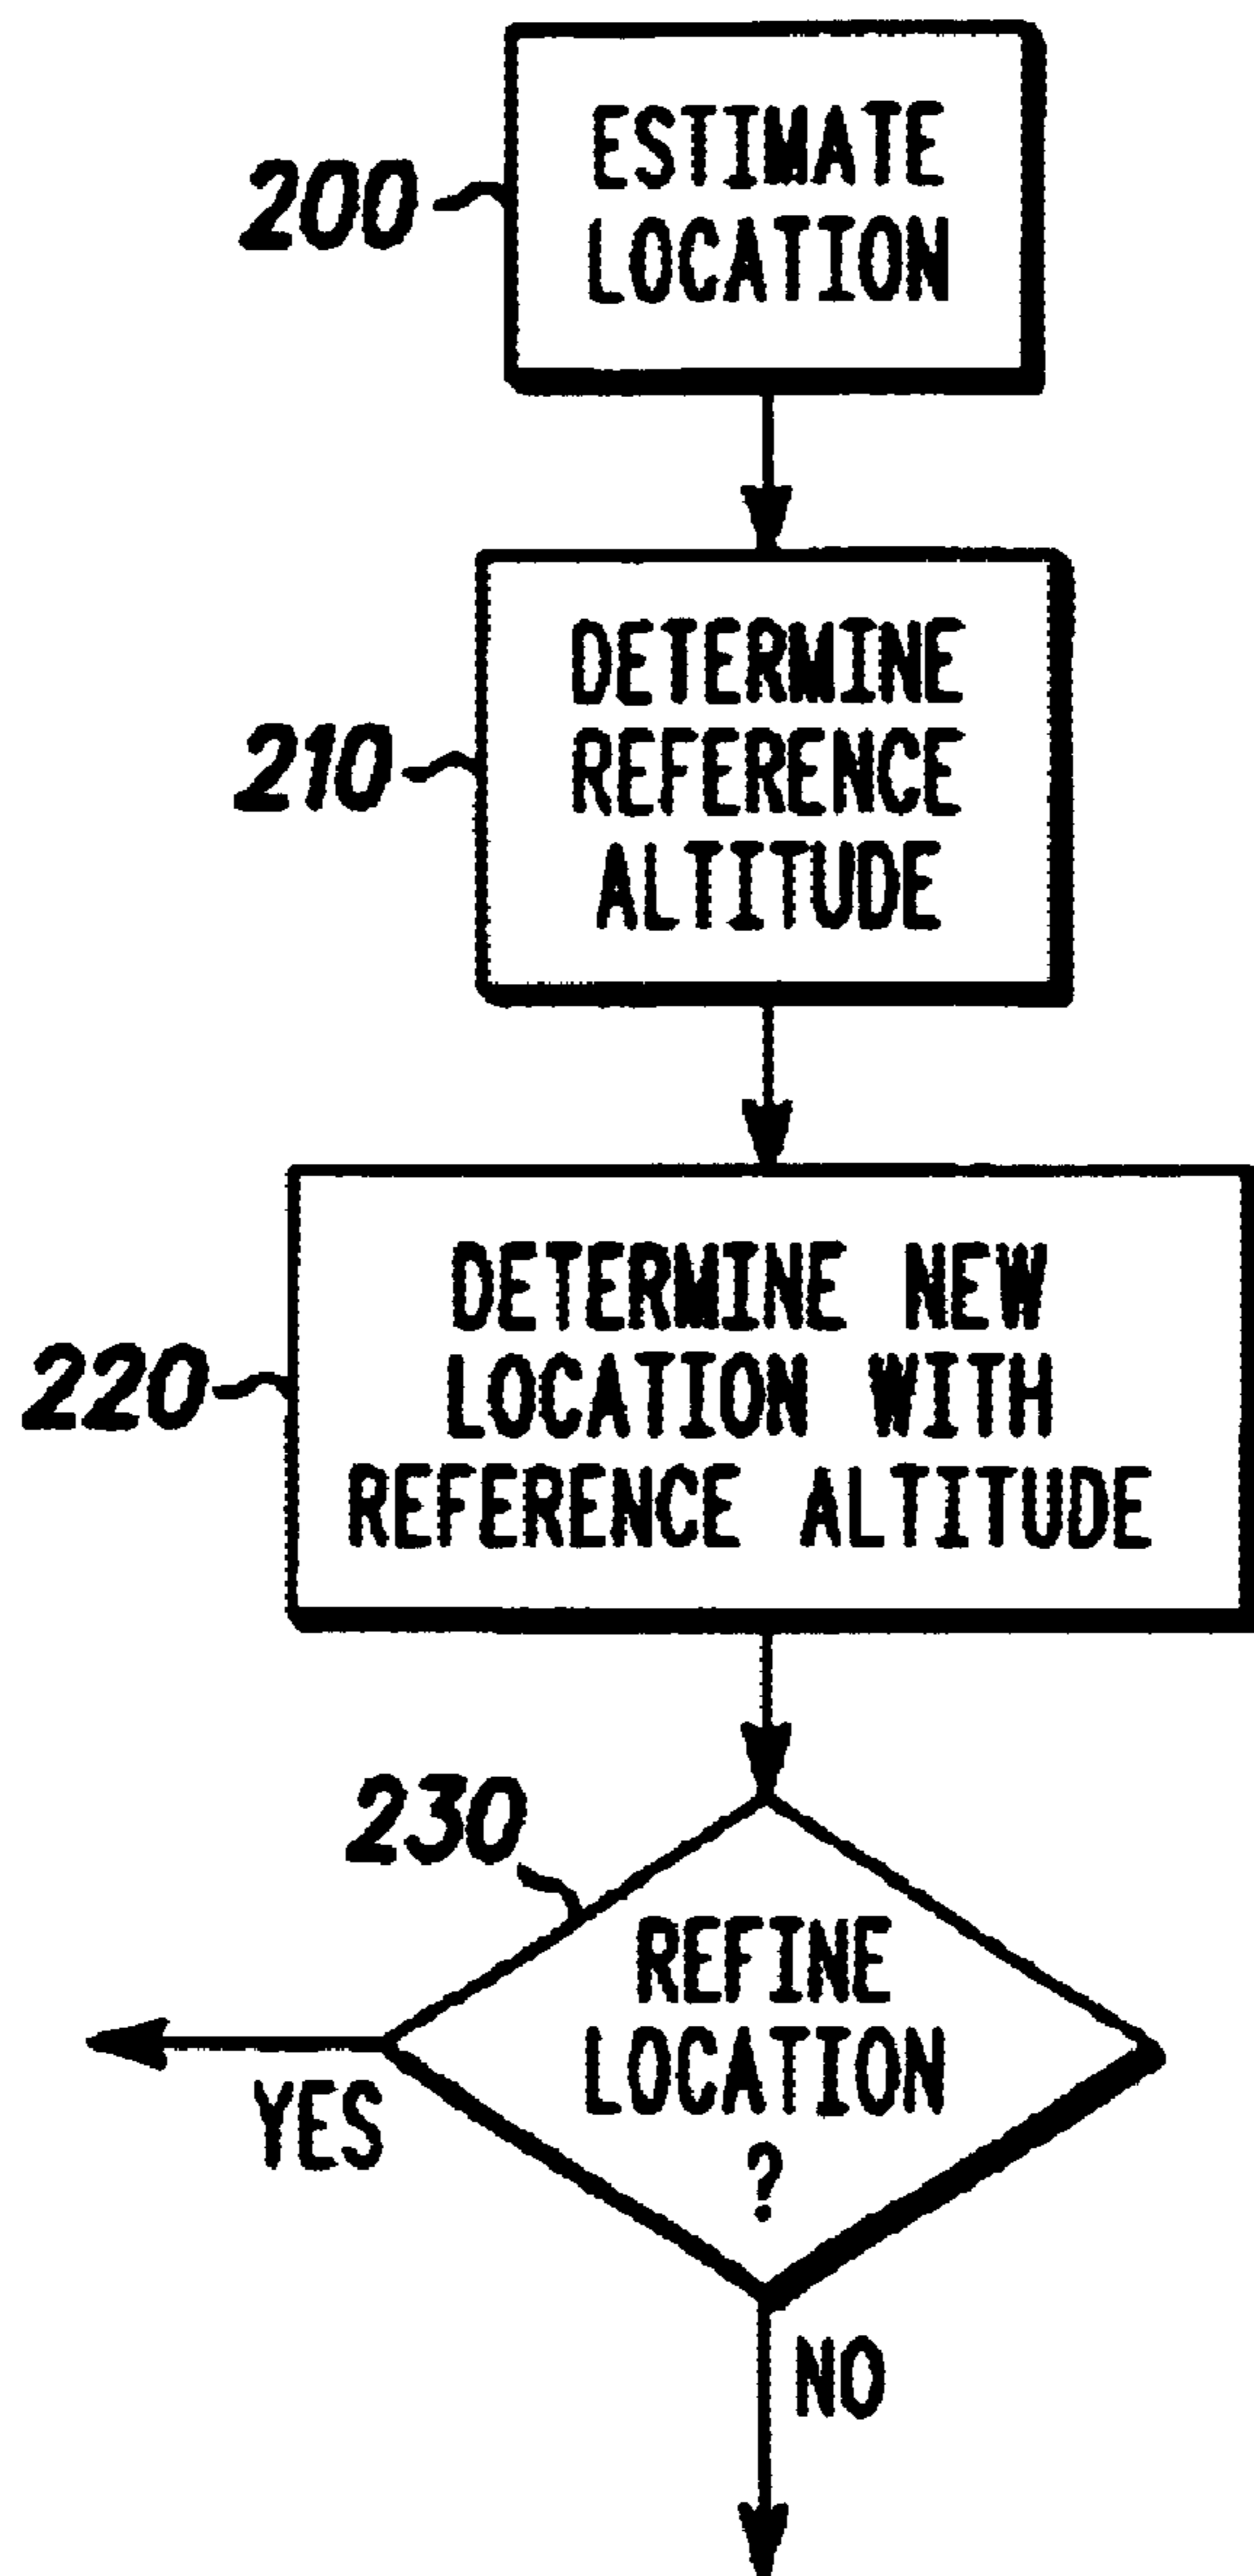 200
ESTIMATE
LOCATION
210
DETERMINE
REFERENCE
ALTITUDE
220
DETERMINE NEW
LOCATION WITH
REFERENCE ALTITUDE
230
REFINE
LOCATION
?
YES
NO